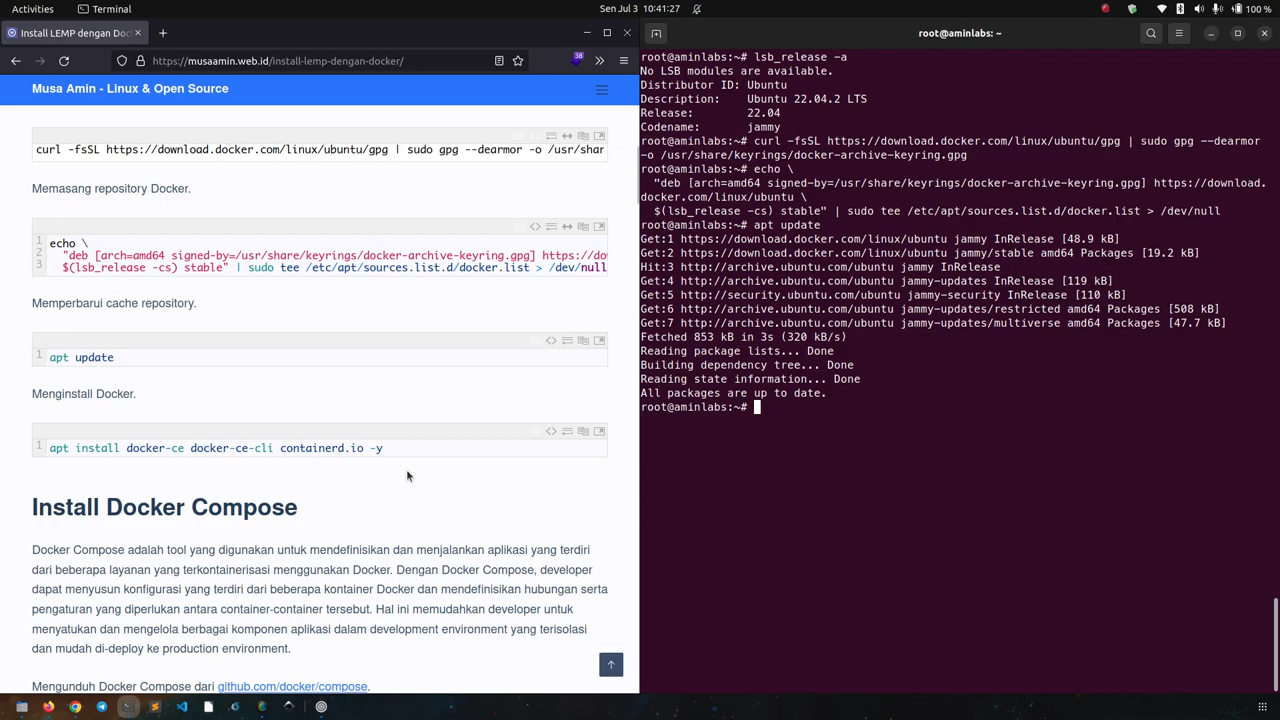 Activities
Terminal
Sen Jul 3 10:41:27
100 %
Install LEMP dengan Doc
38
https://musaamin.web.id/install-lemp-dengan-docker/
Musa Amin - Linux & Open Source
curl -fsSL https://download.docker.com/linux/ubuntu/gpg | sudo gpg --dearmor -o /usr/shar
Memasang repository Docker.
1 echo \
2 "deb [arch=amd64 signed-by=/usr/share/keyrings/docker-archive-keyring.gpg] https://do
3 $(lsb_release -cs) stable" | sudo tee /etc/apt/sources.list.d/docker.list > /dev/null
Memperbarui cache repository.
1 apt update
Menginstall Docker.
1 apt install docker-ce docker-ce-cli containerd.io -y
Install Docker Compose
Docker Compose adalah tool yang digunakan untuk mendefinisikan dan menjalankan aplikasi yang terdiri
dari beberapa layanan yang terkontainerisasi menggunakan Docker. Dengan Docker Compose, developer
dapat menyusun konfigurasi yang terdiri dari beberapa kontainer Docker dan mendefinisikan hubungan serta
pengaturan yang diperlukan antara container-container tersebut. Hal ini memudahkan developer untuk
menyatukan dan mengelola berbagai komponen aplikasi dalam development environment yang terisolasi
dan mudah di-deploy ke production environment.
Mengunduh Docker Compose dari github.com/docker/compose.
root@aminlabs: ~
root@aminlabs:~# lsb_release -a
No LSB modules are available.
Distributor ID: Ubuntu
Description:    Ubuntu 22.04.2 LTS
Release:        22.04
Codename:       jammy
root@aminlabs:~# curl -fsSL https://download.docker.com/linux/ubuntu/gpg | sudo gpg --dearmor
-o /usr/share/keyrings/docker-archive-keyring.gpg
root@aminlabs:~# echo \
"deb [arch=amd64 signed-by=/usr/share/keyrings/docker-archive-keyring.gpg] https://download.
docker.com/linux/ubuntu \
$(lsb_release -cs) stable" | sudo tee /etc/apt/sources.list.d/docker.list > /dev/null
root@aminlabs:~# apt update
Get:1 https://download.docker.com/linux/ubuntu jammy InRelease [48.9 kB]
Get:2 https://download.docker.com/linux/ubuntu jammy/stable amd64 Packages [19.2 kB]
Hit:3 http://archive.ubuntu.com/ubuntu jammy InRelease
Get:4 http://archive.ubuntu.com/ubuntu jammy-updates InRelease [119 kB]
Get:5 http://security.ubuntu.com/ubuntu jammy-security InRelease [110 kB]
Get:6 http://archive.ubuntu.com/ubuntu jammy-updates/restricted amd64 Packages [508 kB]
Get:7 http://archive.ubuntu.com/ubuntu jammy-updates/multiverse amd64 Packages [47.7 kB]
Fetched 853 kB in 3s (320 kB/s)
Reading package lists... Done
Building dependency tree... Done
Reading state information... Done
All packages are up to date.
root@aminlabs:~#